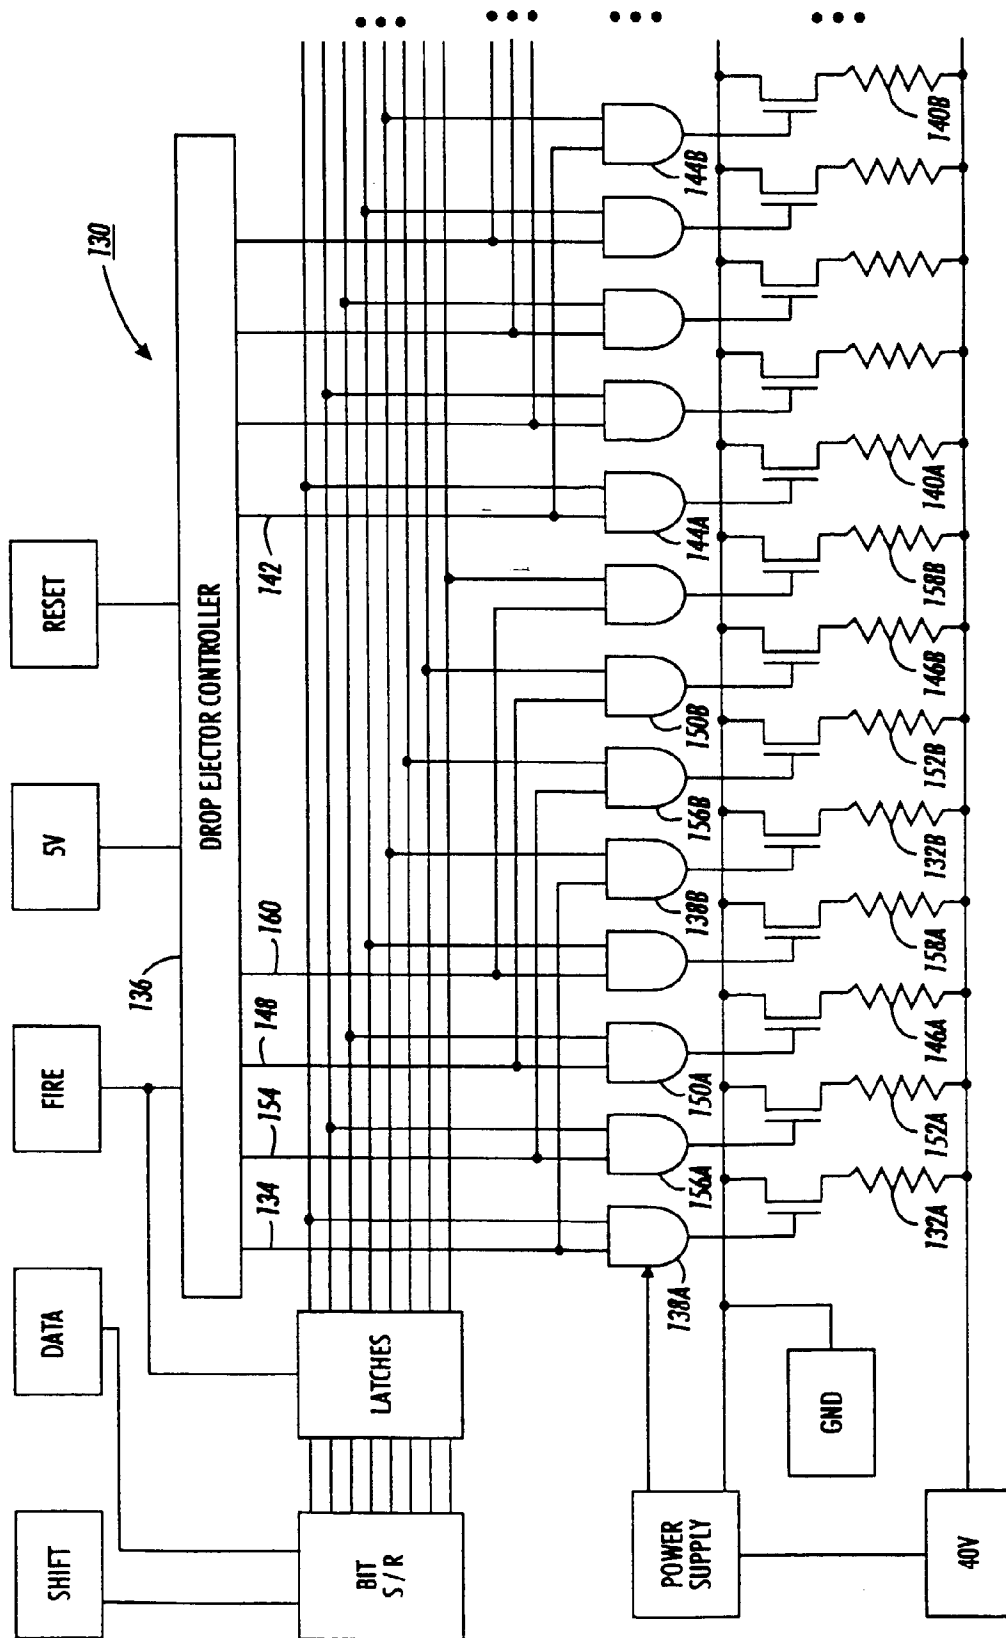 SHIFT
DATA
FIRE
5V
RESET
130
136
DROP EJECTOR CONTROLLER
BIT
S / R
LATCHES
134
154
148
160
142
138A
156A
150A
138B
156B
150B
144A
144B
POWER
SUPPLY
GND
40V
132A
152A
146A
158A
132B
152B
146B
158B
140A
140B